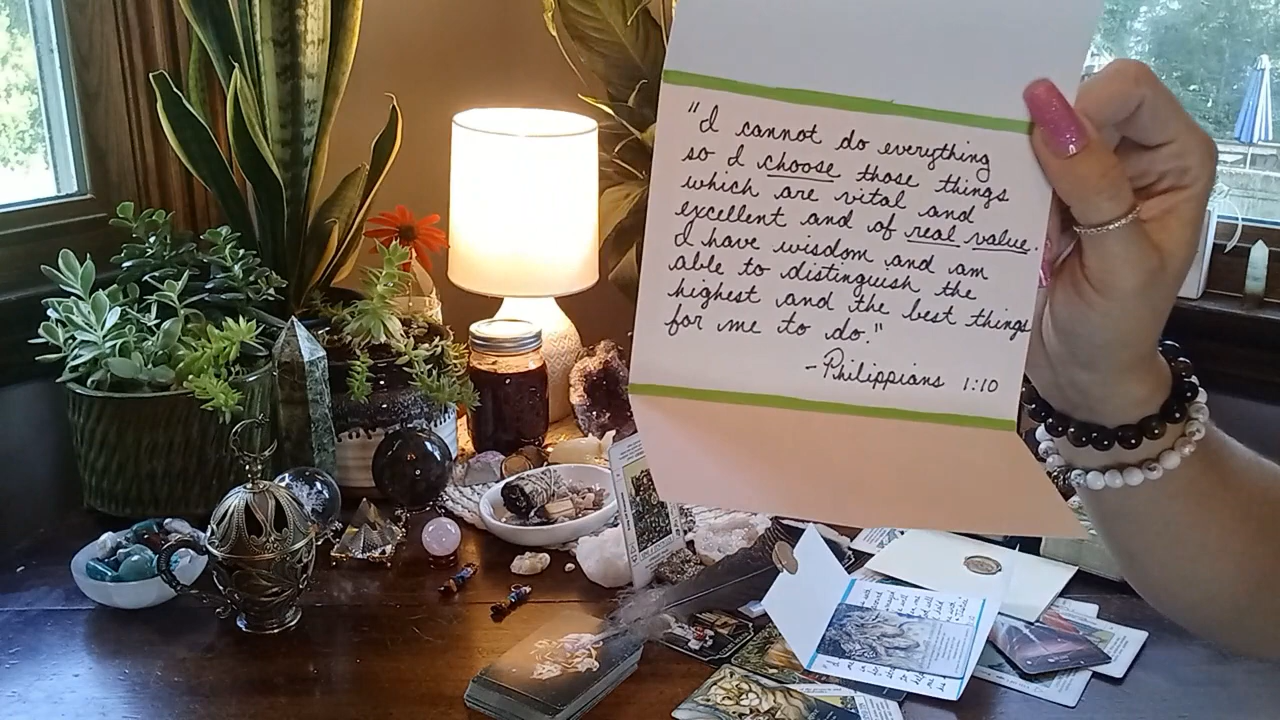 "I cannot do everything
so I choose those things
which are vital and
excellent and of real value.
I have wisdom and am
able to distinguish the
highest and the best things
for me to do."
-Philippians 1:10